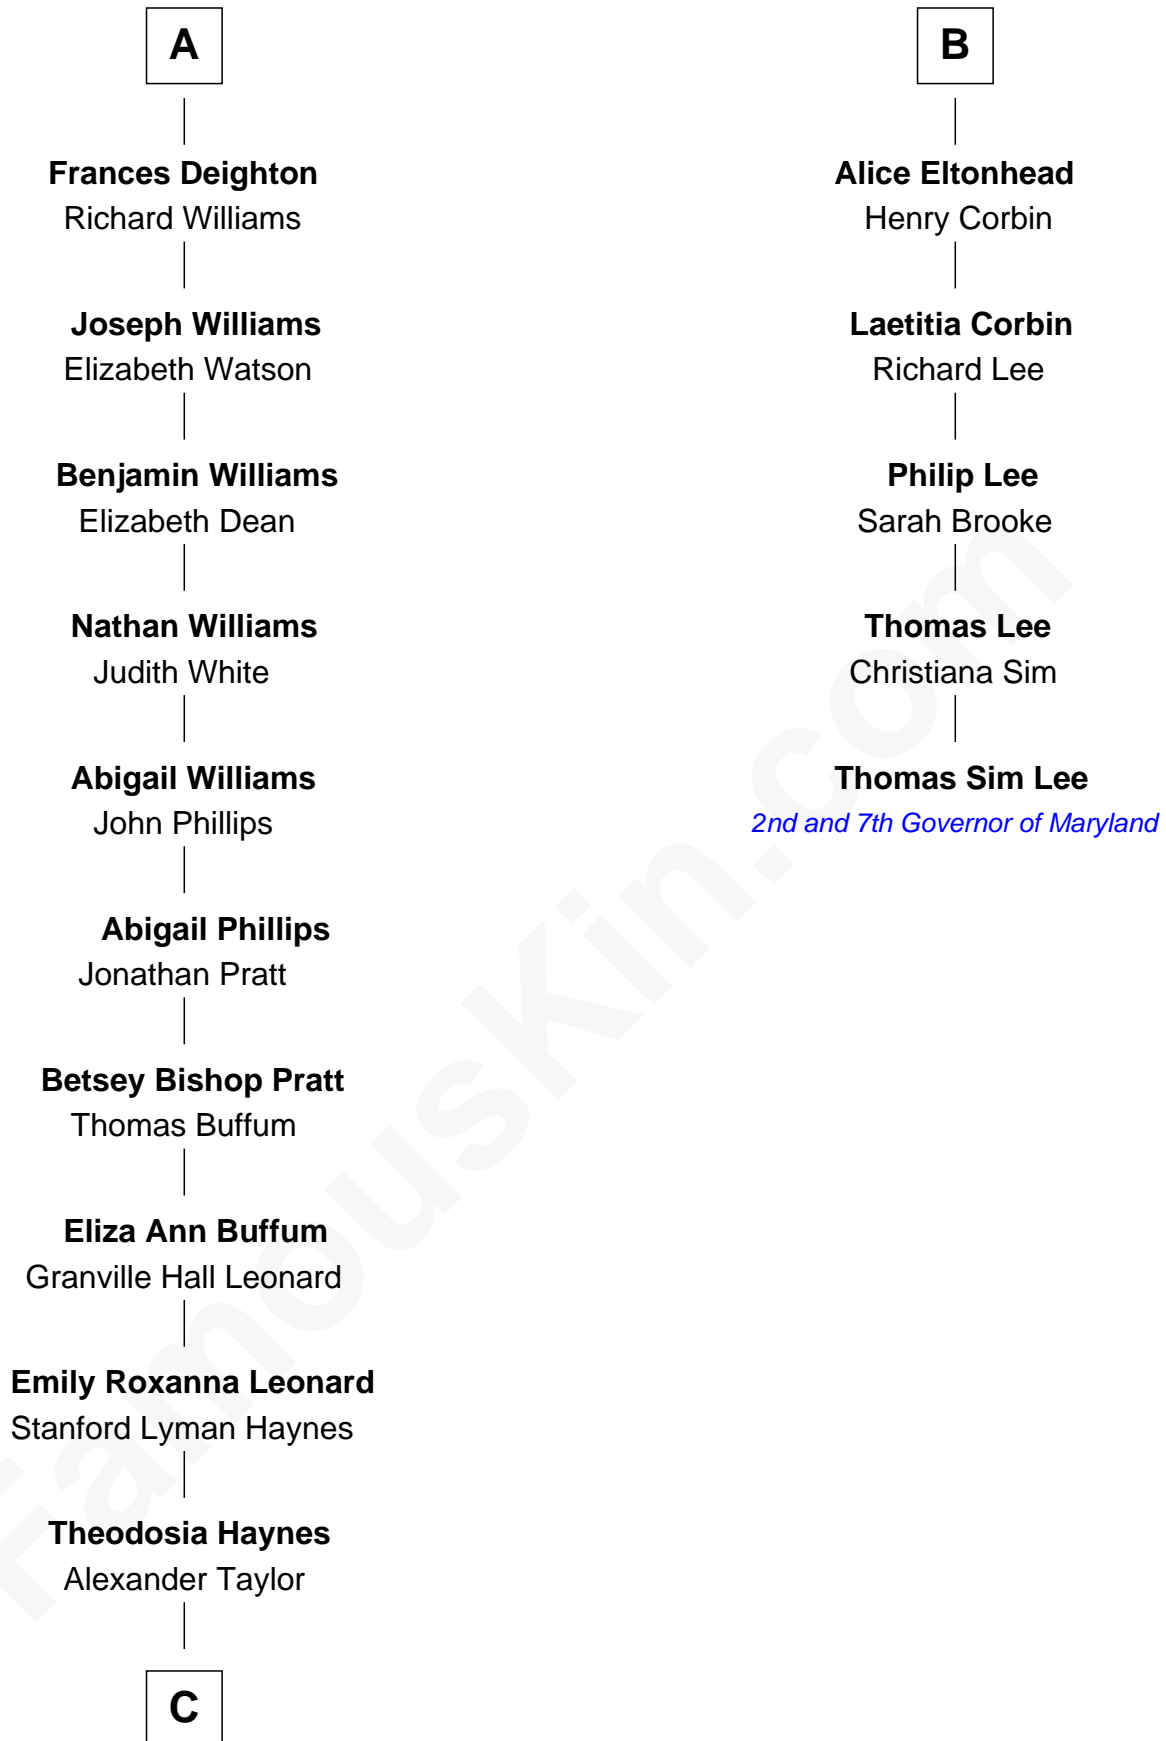 A
Frances Deighton
Richard Williams
Joseph Williams
Elizabeth Watson
Benjamin Williams
Elizabeth Dean
Nathan Williams
Judith White
Abigail Williams
John Phillips
Abigail Phillips
Jonathan Pratt
Betsey Bishop Pratt
Thomas Buffum
Eliza Ann Buffum
Granville Hall Leonard
Emily Roxanna Leonard
Stanford Lyman Haynes
Theodosia Haynes
Alexander Taylor
C
B
Alice Eltonhead
Henry Corbin
Laetitia Corbin
Richard Lee
Philip Lee
Sarah Brooke
Thomas Lee
Christiana Sim
Thomas Sim Lee
2nd and 7th Governor of Maryland
FamousKin.com